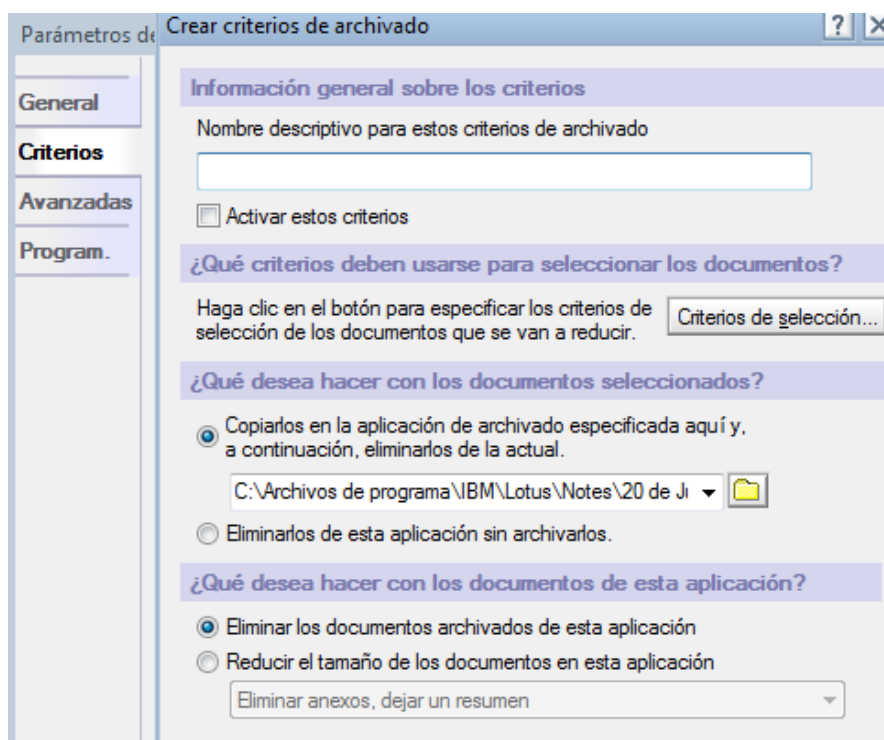 Parámetros de
Crear criterios de archivado
General
Criterios
Avanzadas
Program.
Información general sobre los criterios
Nombre descriptivo para estos criterios de archivado
Activar estos criterios
¿Qué criterios deben usarse para seleccionar los documentos?
Haga clic en el botón para especificar los criterios de
selección de los documentos que se van a reducir.
Criterios de selección...
¿Qué desea hacer con los documentos seleccionados?
Copiarlos en la aplicación de archivado especificada aquí y,
a continuación, eliminarlos de la actual.
C:\Archivos de programa\IBM\Lotus\Notes\20 de Ju
Eliminarlos de esta aplicación sin archivarlos.
¿Qué desea hacer con los documentos de esta aplicación?
Eliminar los documentos archivados de esta aplicación
Reducir el tamaño de los documentos en esta aplicación
Eliminar anexos, dejar un resumen